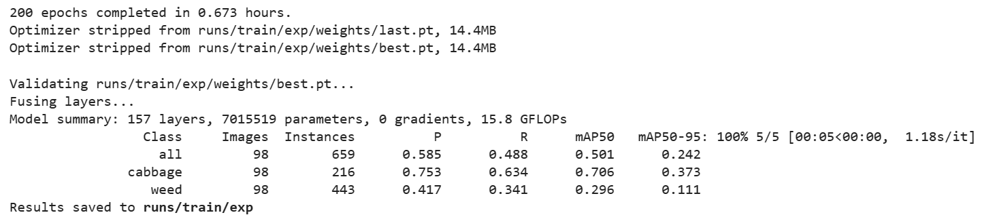 200 epochs completed in 0.673 hours.
Optimizer stripped from runs/train/exp/weights/last.pt, 14.4MB
Optimizer stripped from runs/train/exp/weights/best.pt, 14.4MB
Validating runs/train/exp/weights/best.pt...
Fusing layers...
Model summary: 157 layers, 7015519 parameters, 0 gradients, 15.8 GFLOPs
Class Images Instances P R mAP50 mAP50-95: 100% 5/5 [00:05<00:00, 1.18s/it]
all 98 659 0.585 0.488 0.501 0.242
cabbage 98 216 0.753 0.634 0.706 0.373
weed 98 443 0.417 0.341 0.296 0.111
Results saved to runs/train/exp